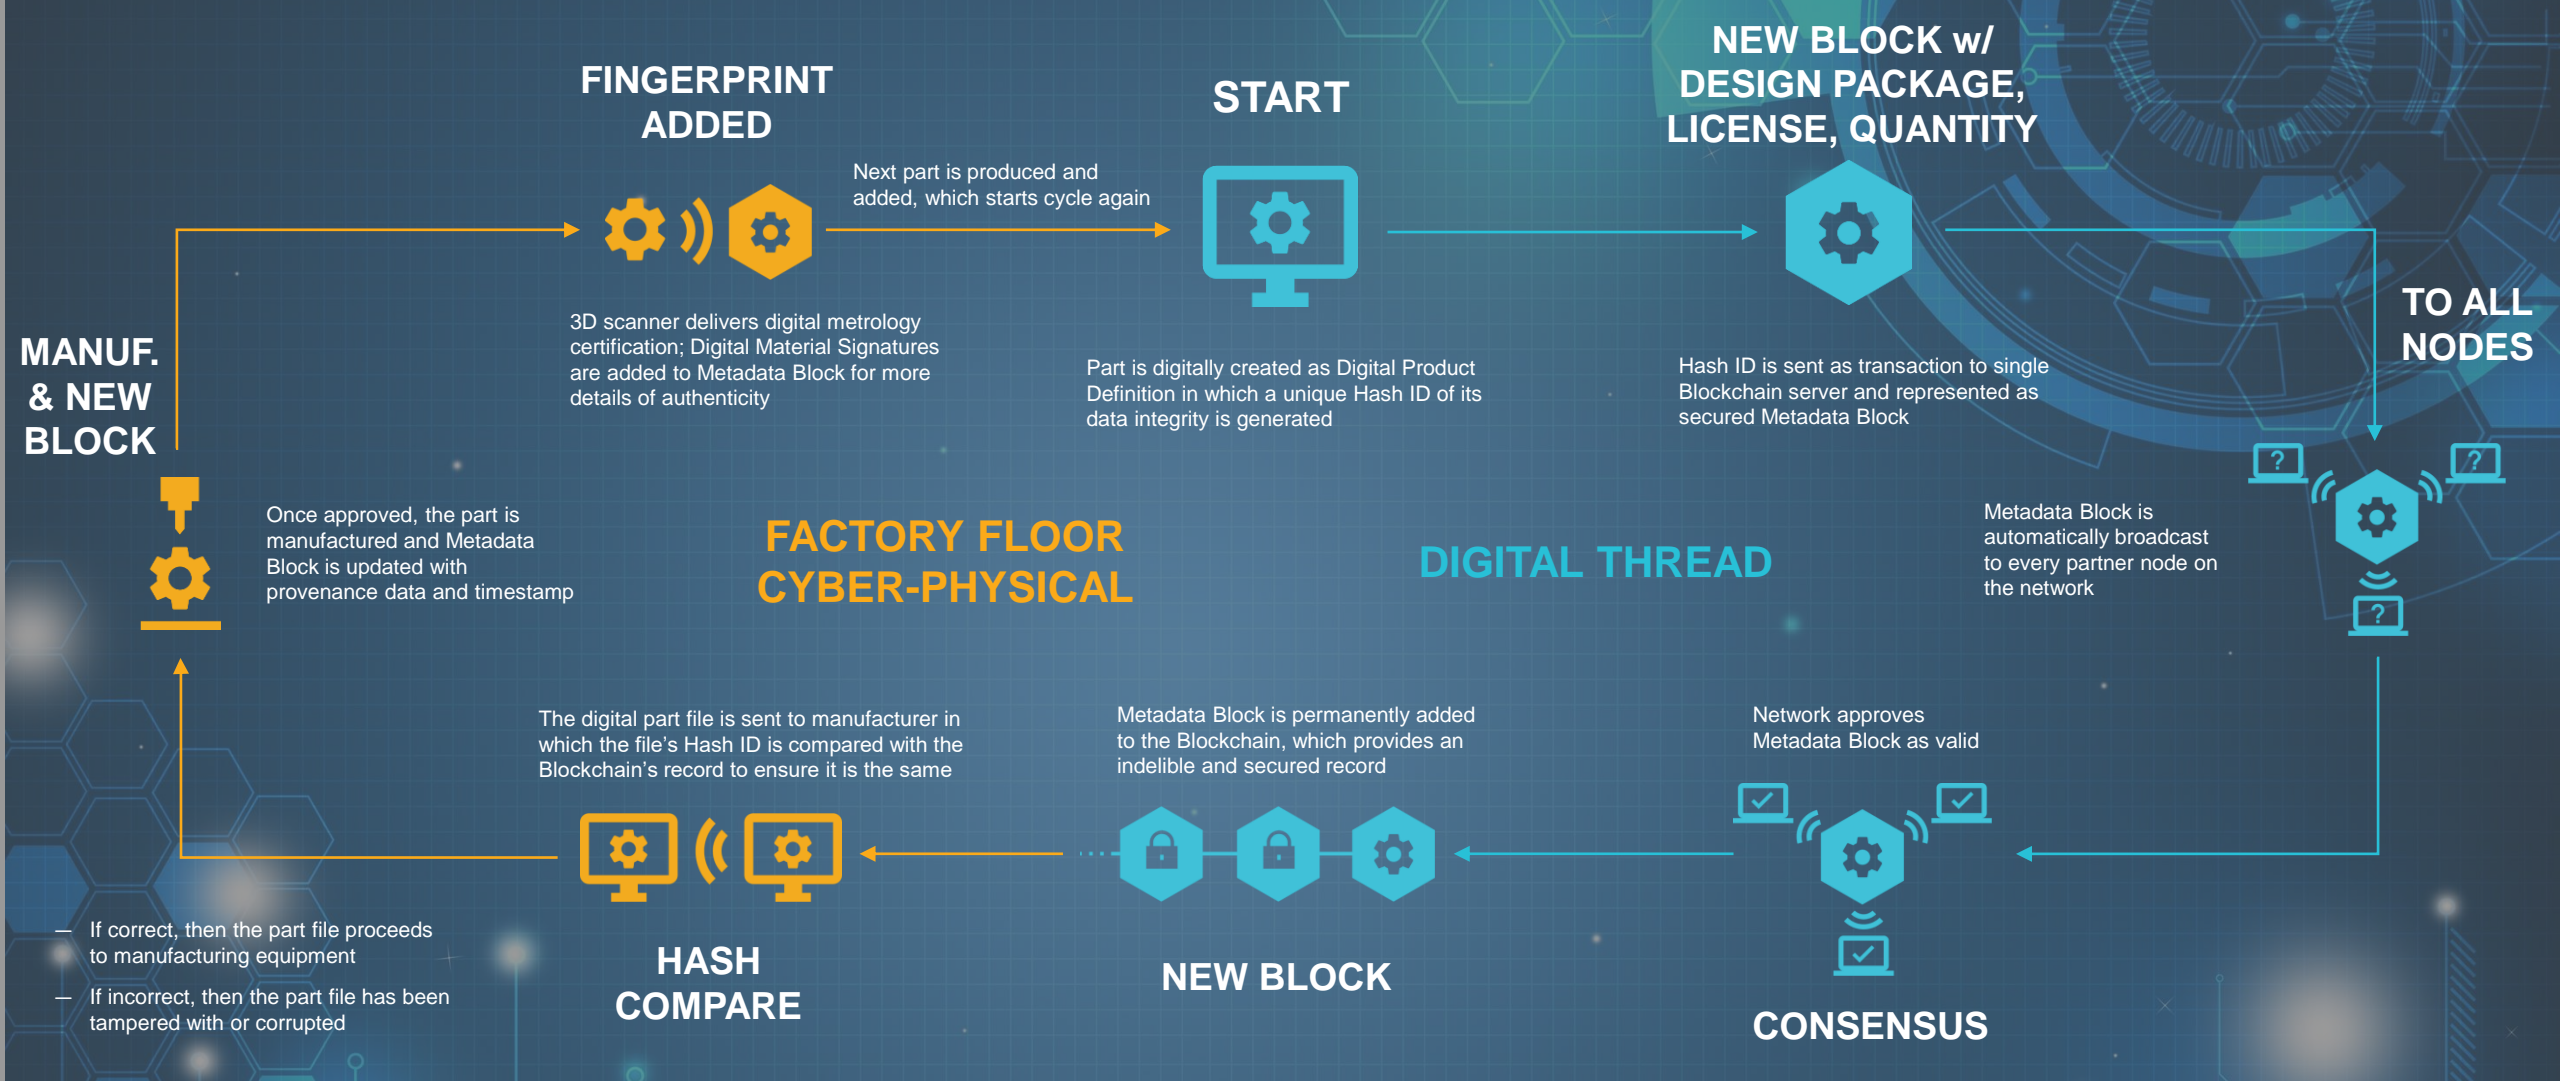 FINGERPRINT
ADDED
Next part is produced and
added, which starts cycle again
3D scanner delivers digital metrology
certification; Digital Material Signatures
are added to Metadata Block for more
details of authenticity
START
Part is digitally created as Digital Product
Definition in which a unique Hash ID of its
data integrity is generated
NEW BLOCK w/
DESIGN PACKAGE,
LICENSE, QUANTITY
Hash ID is sent as transaction to single
Blockchain server and represented as
secured Metadata Block
TO ALL
NODES
?
?
?
Metadata Block is
automatically broadcast
to every partner node on
the network
MANUF.
& NEW
BLOCK
Once approved, the part is
manufactured and Metadata
Block is updated with
provenance data and timestamp
FACTORY FLOOR
CYBER-PHYSICAL
DIGITAL THREAD
Network approves
Metadata Block as valid
CONSENSUS
Metadata Block is permanently added
to the Blockchain, which provides an
indelible and secured record
NEW BLOCK
The digital part file is sent to manufacturer in
which the file's Hash ID is compared with the
Blockchain's record to ensure it is the same
HASH
COMPARE
— If correct, then the part file proceeds
to manufacturing equipment
— If incorrect, then the part file has been
tampered with or corrupted